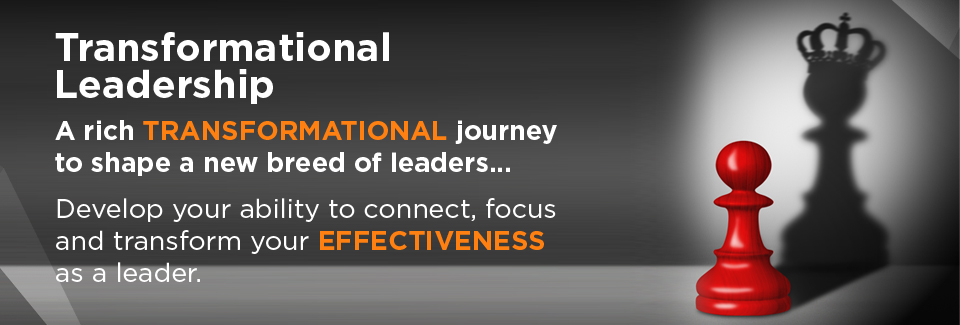 Transformational
Leadership
A rich TRANSFORMATIONAL journey
to shape a new breed of leaders...
Develop your ability to connect, focus
and transform your EFFECTIVENESS
as a leader.